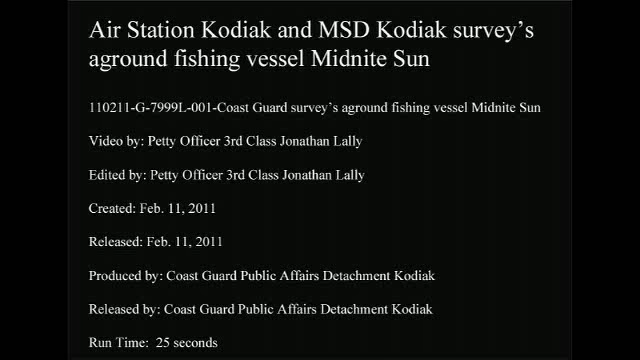 Air Station Kodiak and MSD Kodiak survey’s
aground fishing vessel Midnite Sun
110211-G-7999L-001-Coast Guard survey’s aground fishing vessel Midnite Sun
Video by: Petty Officer 3rd Class Jonathan Lally
Edited by: Petty Officer 3rd Class Jonathan Lally
Created: Feb. 11, 2011
Released: Feb. 11, 2011
Produced by: Coast Guard Public Affairs Detachment Kodiak
Released by: Coast Guard Public Affairs Detachment Kodiak
Run Time:  25 seconds